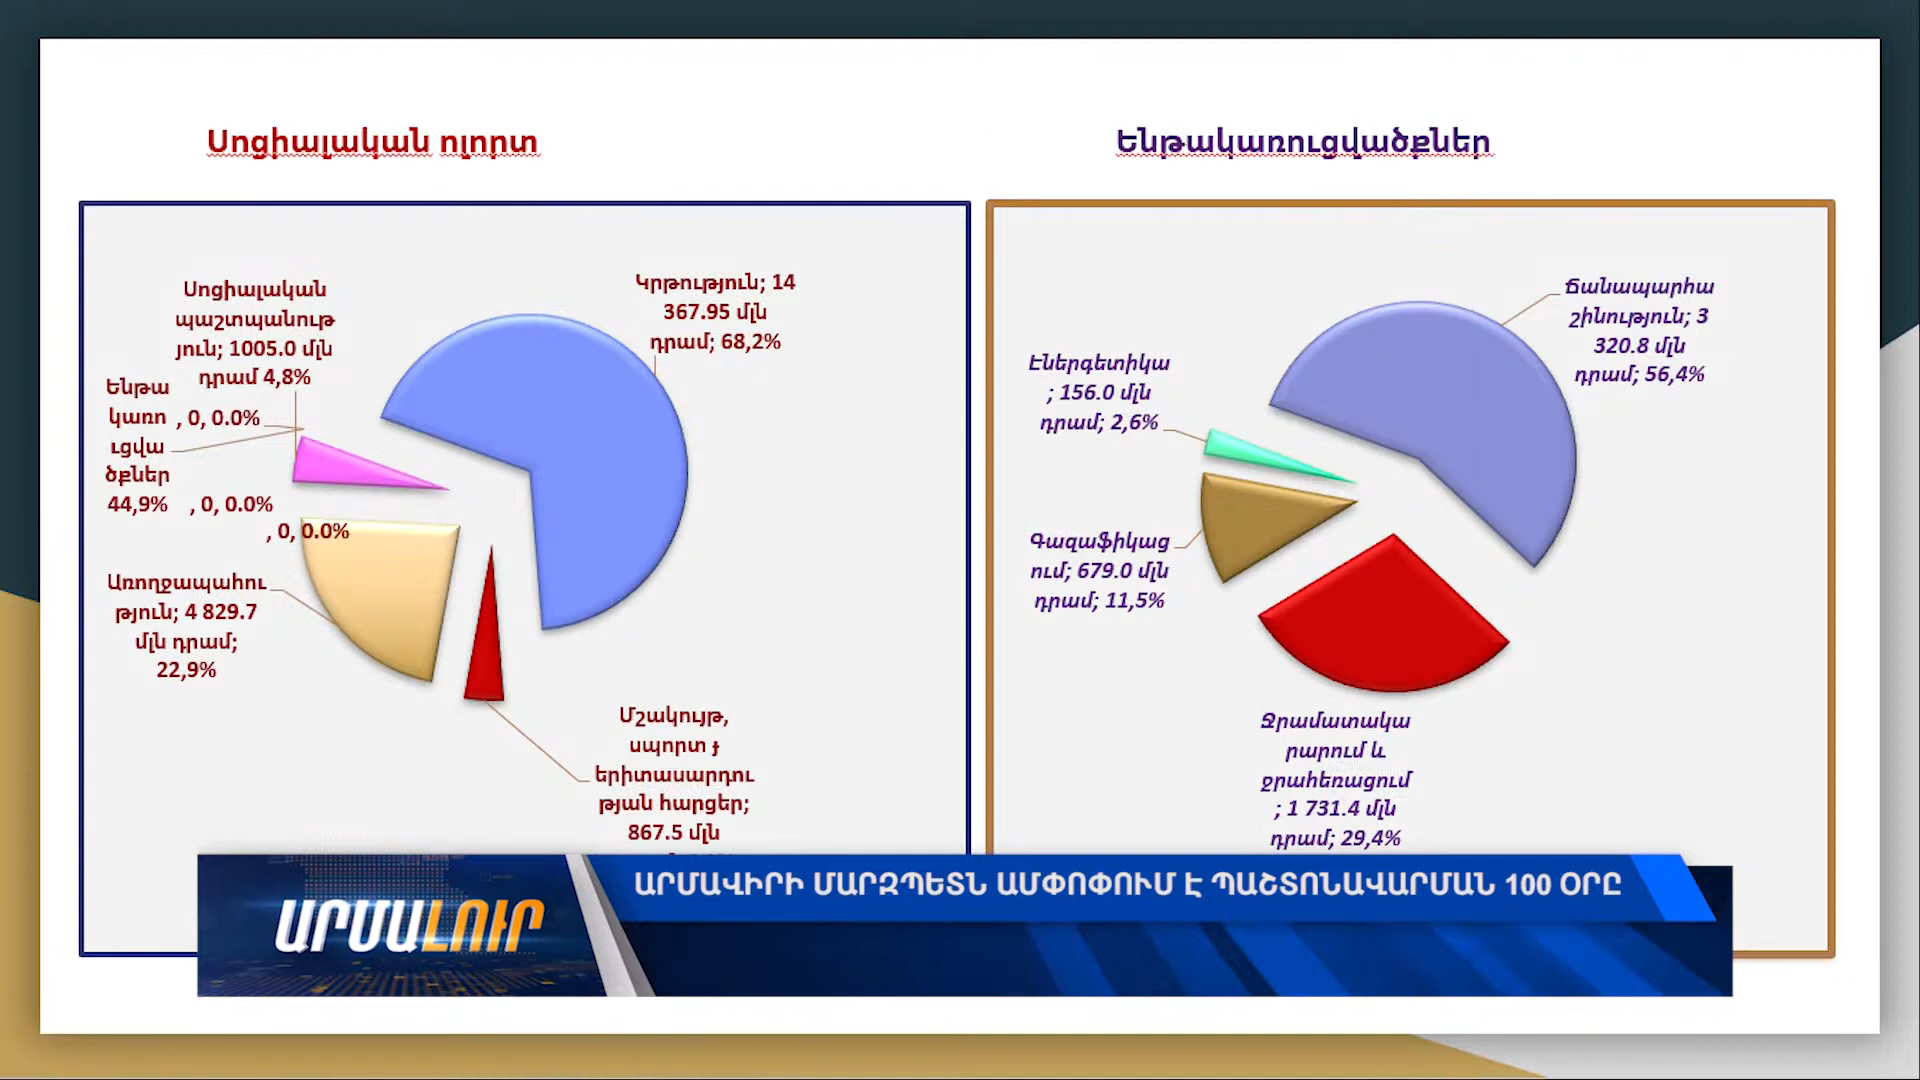 Սոցիալական ոլորտ
Սոցիալական
պաշտպանութ
յուն; 1005.0 մլն
դրամ 4,8%
Կրթություն; 14
367.95 մլն
դրամ; 68,2%
Ենթա
կառո
ւցվա
ծքներ
44,9%
, 0, 0.0%
, 0, 0.0%
, 0, 0.0%
Առողջապահու
թյուն; 4 829.7
մլն դրամ;
22,9%
Մշակույթ,
սպորտ ֈ
երիտասարդու
թյան հարցեր;
867.5 մլն
Ենթակառուցվածքներ
Ճանապարհա
շինություն; 3
320.8 մլն
դրամ; 56,4%
Էներգետիկա
; 156.0 մլն
դրամ; 2,6%
Գազաֆիկաց
ում; 679.0 մլն
դրամ; 11,5%
Ջրամատակա
րարում և
ջրահեռացում
; 1 731.4 մլն
դրամ; 29,4%
ԱՐՄԱԼՈՒՐ
ԱՐՄԱՎԻՐԻ ՄԱՐԶՊԵՏՆ ԱՄՓՈՓՈՒՄ Է ՊԱՇՏՈՆԱՎԱՐՄԱՆ 100 ՕՐԸ